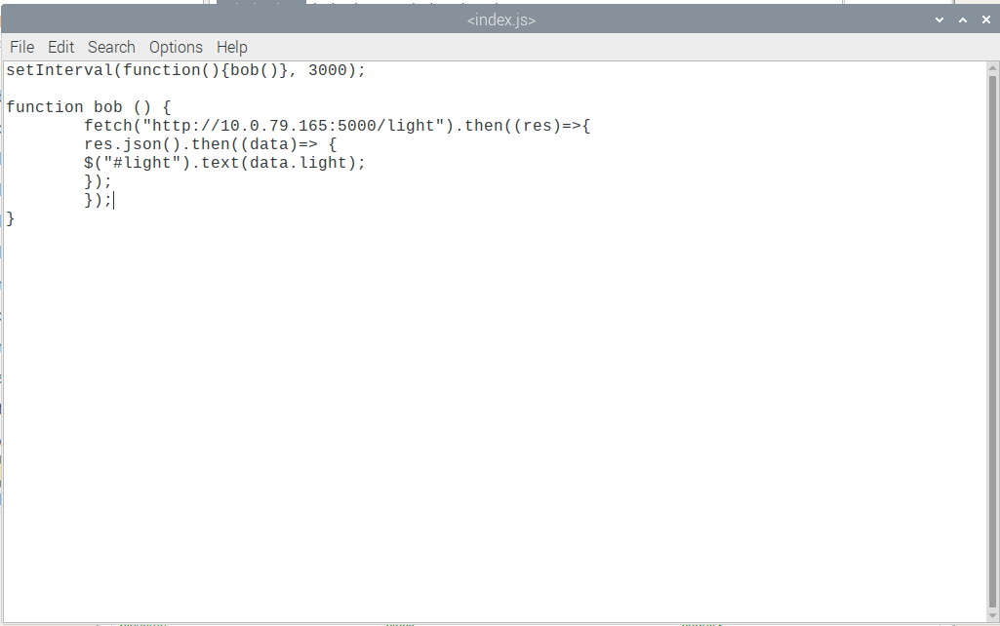 <index.js>
File Edit Search Options Help
setInterval(function(){bob()}, 3000);
function bob () {
fetch("http://10.0.79.165:5000/light").then((res)=>{
res.json().then((data)=> {
$("#light").text(data.light);
});
});
}